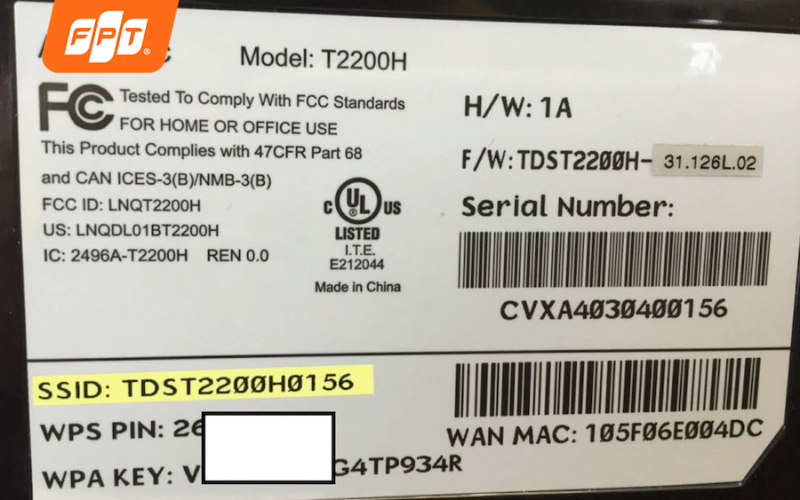 FPT®
Model: T2200H
FC Tested To Comply With FCC Standards
FOR HOME OR OFFICE USE
This Product Complies with 47CFR Part 68
and CAN ICES-3(B)/NMB-3(B)
FCC ID: LNQT2200H
US: LNQDL01BT2200H
IC: 2496A-T2200H REN 0.0
c UL® US
LISTED
I.T.E.
E212044
Made in China
H/W: 1A
F/W: TDST2200H- 31.126L.02
Serial Number:
CVXA4030400156
SSID: TDST2200H0156
WPS PIN: 26
WPA KEY: V G4TP934R
WAN MAC: 105F06E004DC